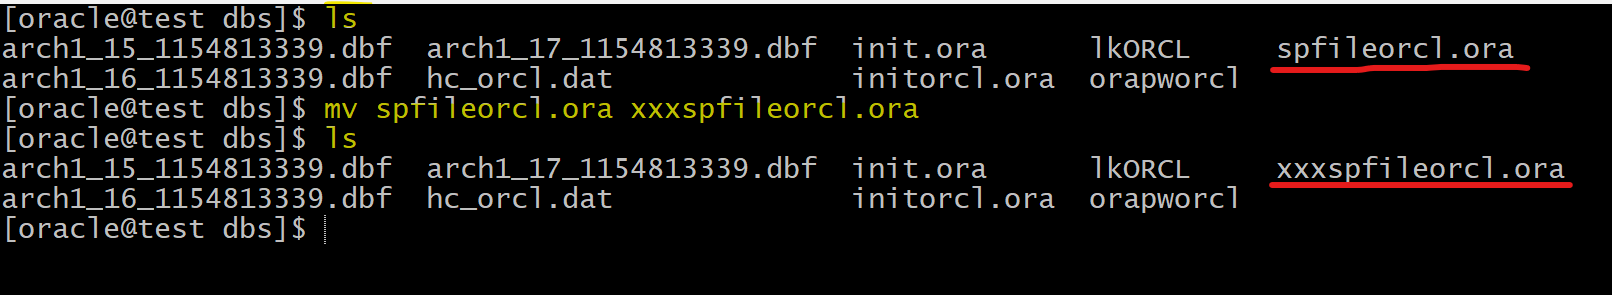 [oracle@test dbs]$ ls
arch1_15_1154813339.dbf  arch1_17_1154813339.dbf  init.ora      lkORCL     spfileorcl.ora
arch1_16_1154813339.dbf  hc_orcl.dat              initorcl.ora  orapworcl
[oracle@test dbs]$ mv spfileorcl.ora xxxspfileorcl.ora
[oracle@test dbs]$ ls
arch1_15_1154813339.dbf  arch1_17_1154813339.dbf  init.ora      lkORCL     xxxspfileorcl.ora
arch1_16_1154813339.dbf  hc_orcl.dat              initorcl.ora  orapworcl
[oracle@test dbs]$